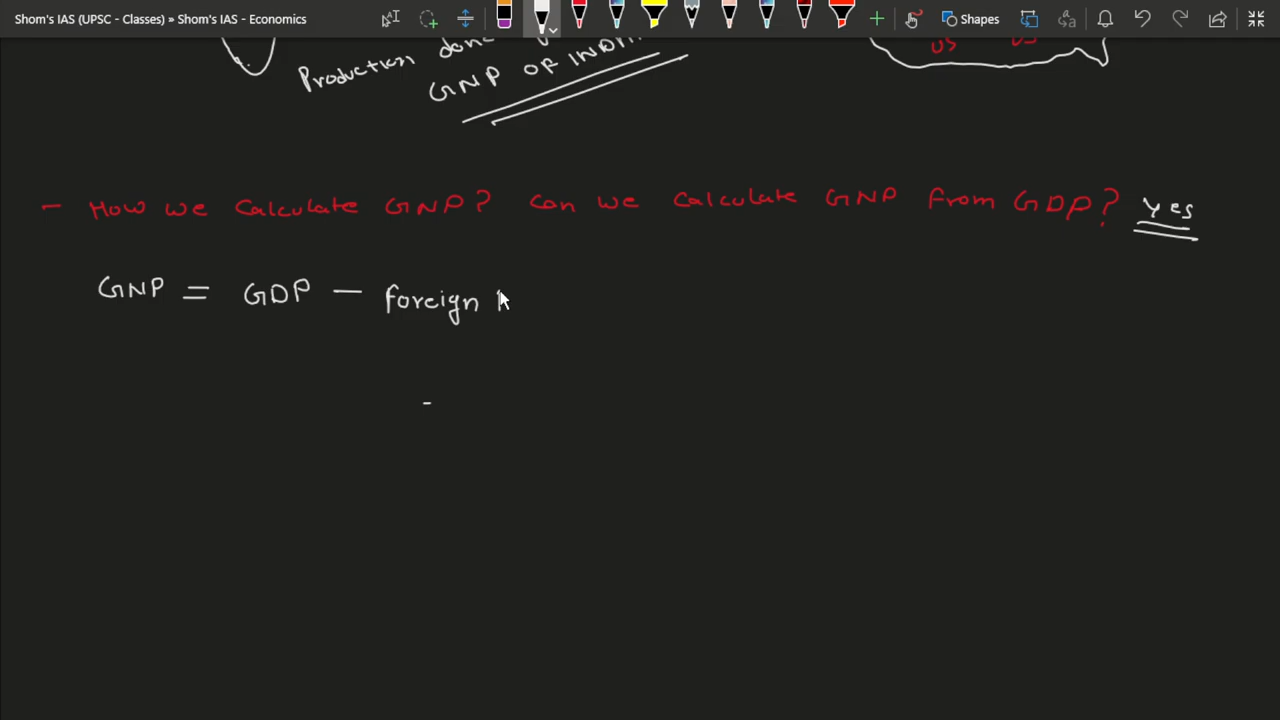 Shom's IAS (UPSC - Classes) » Shom's IAS - Economics
Shapes
Production done
GNP OF INDIA
US US
- How we calculate GNP? Can we calculate GNP from GDP? Yes
GNP = GDP - foreign
-